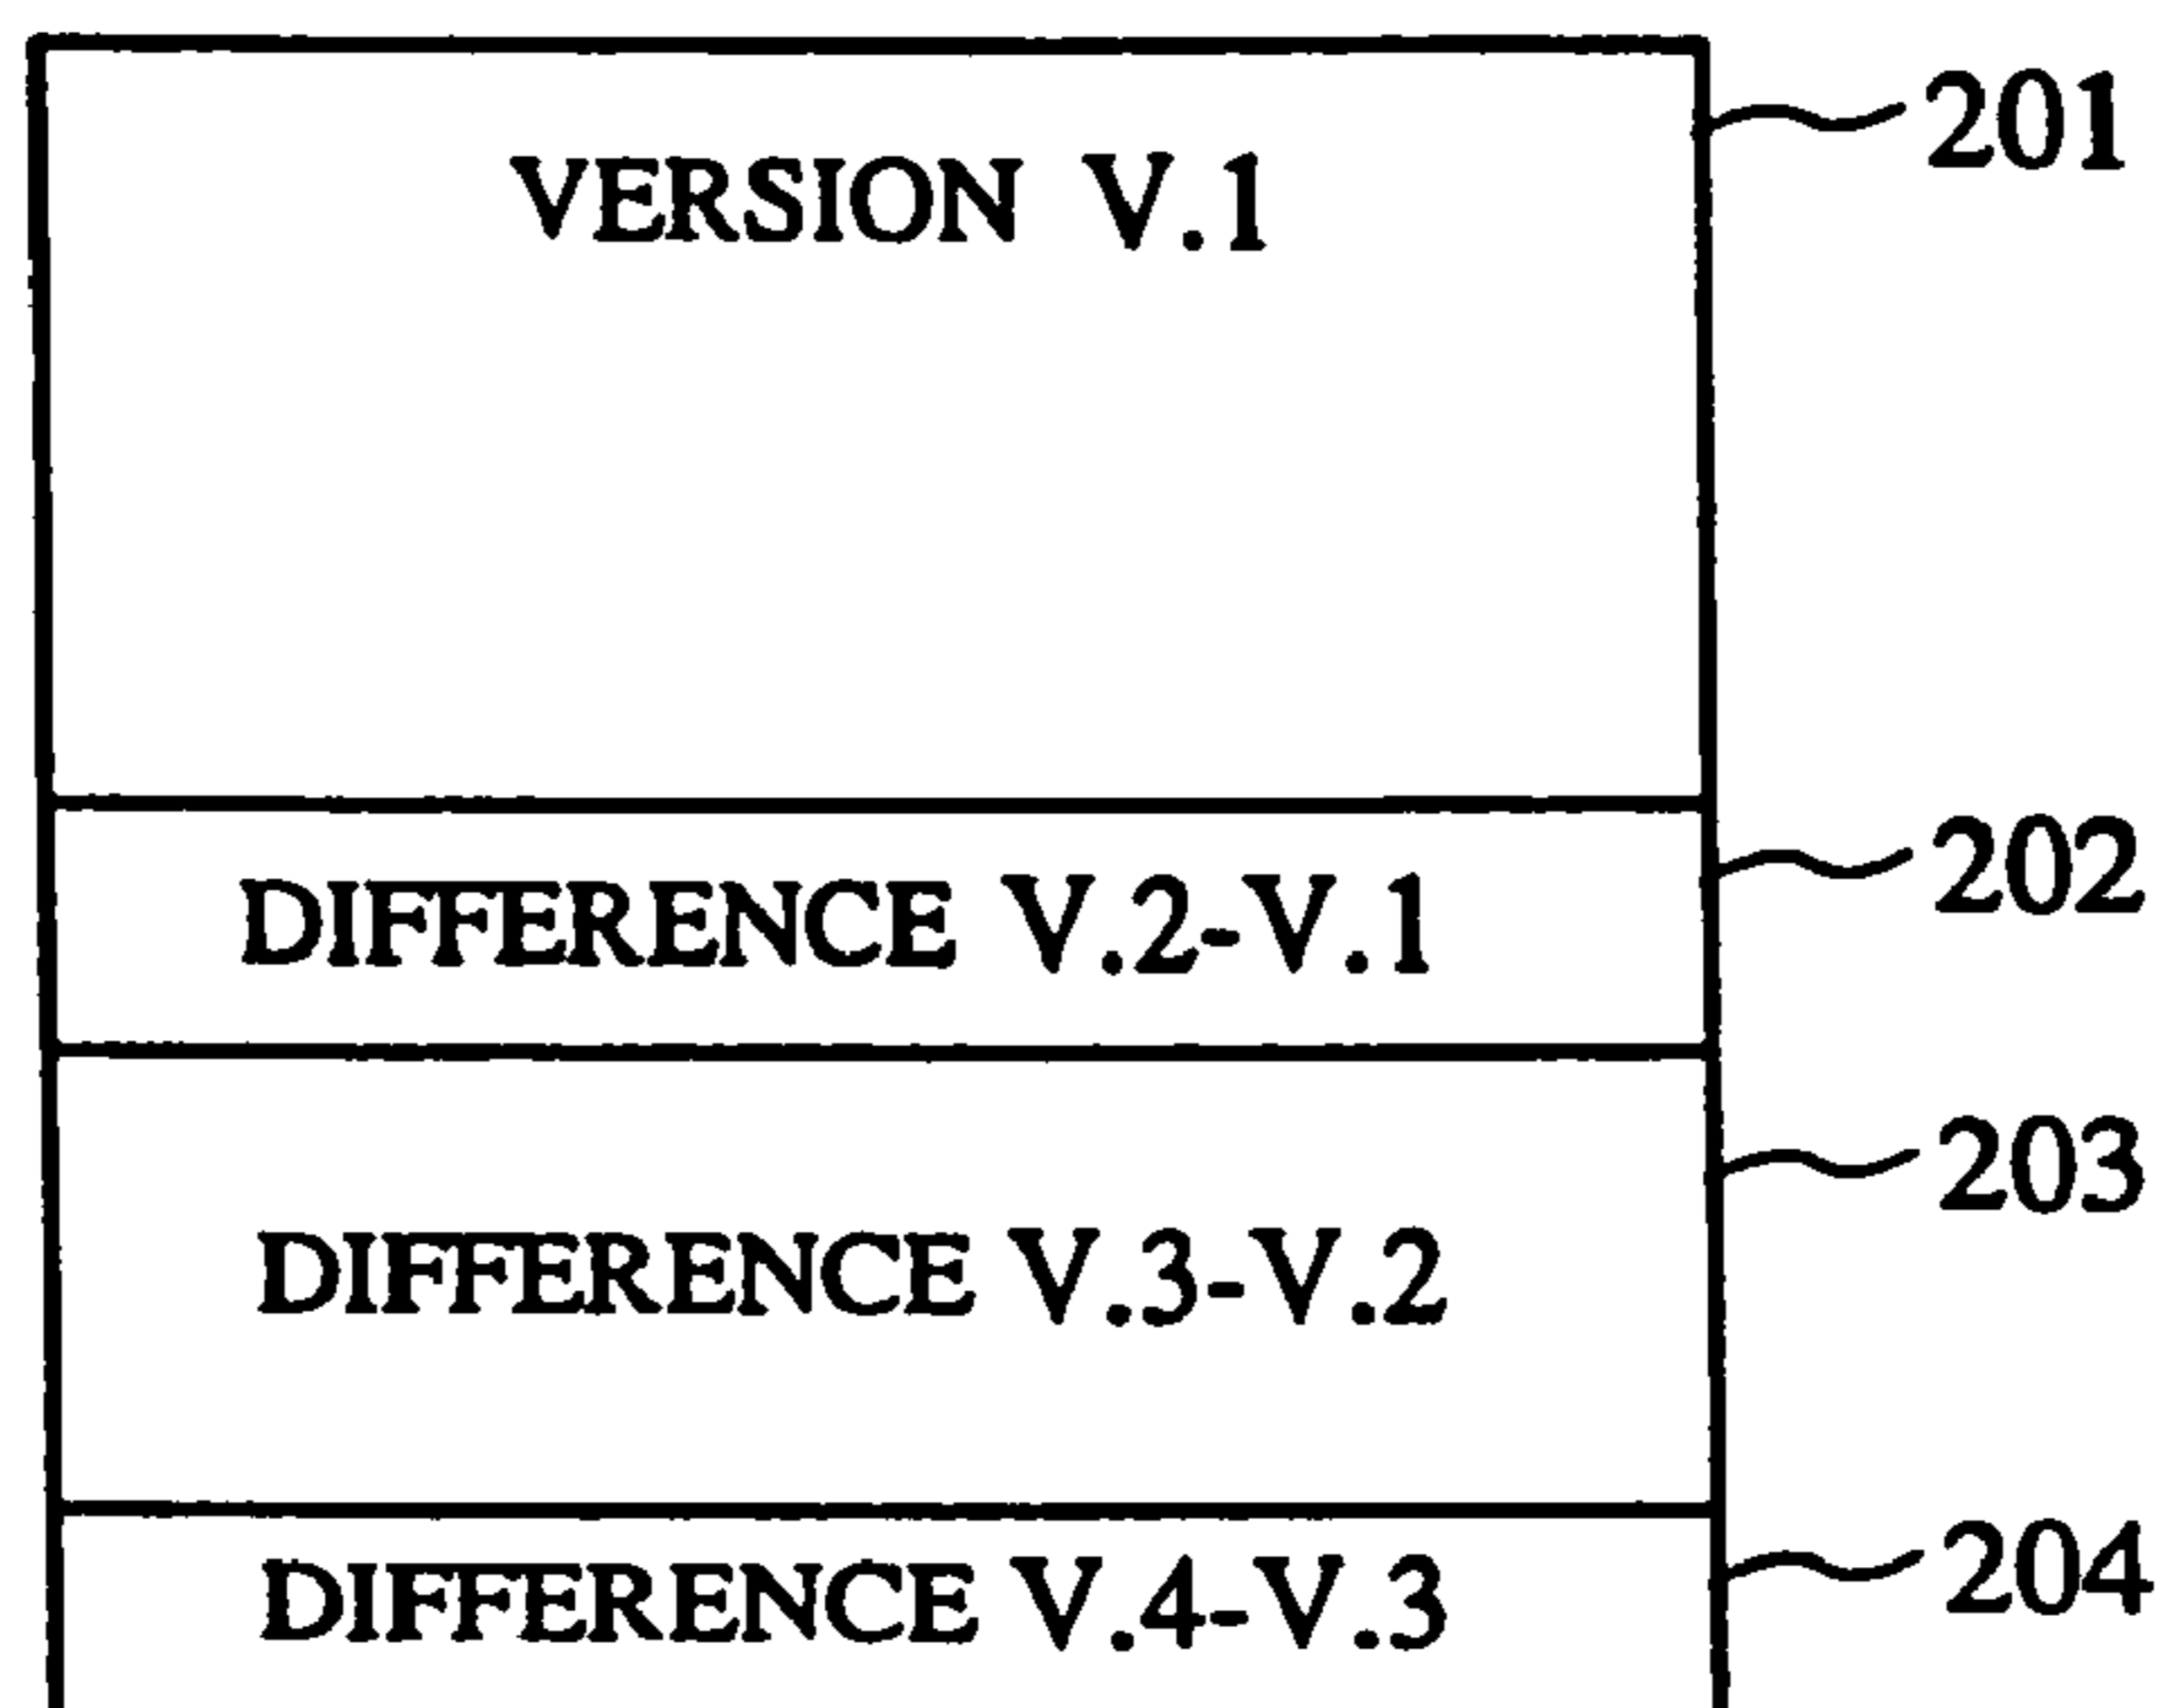 201
VERSION V.1
202
DIFFERENCE V.2-V.1
203
DIFFERENCE V.3-V.2
204
DIFFERENCE V.4-V.3